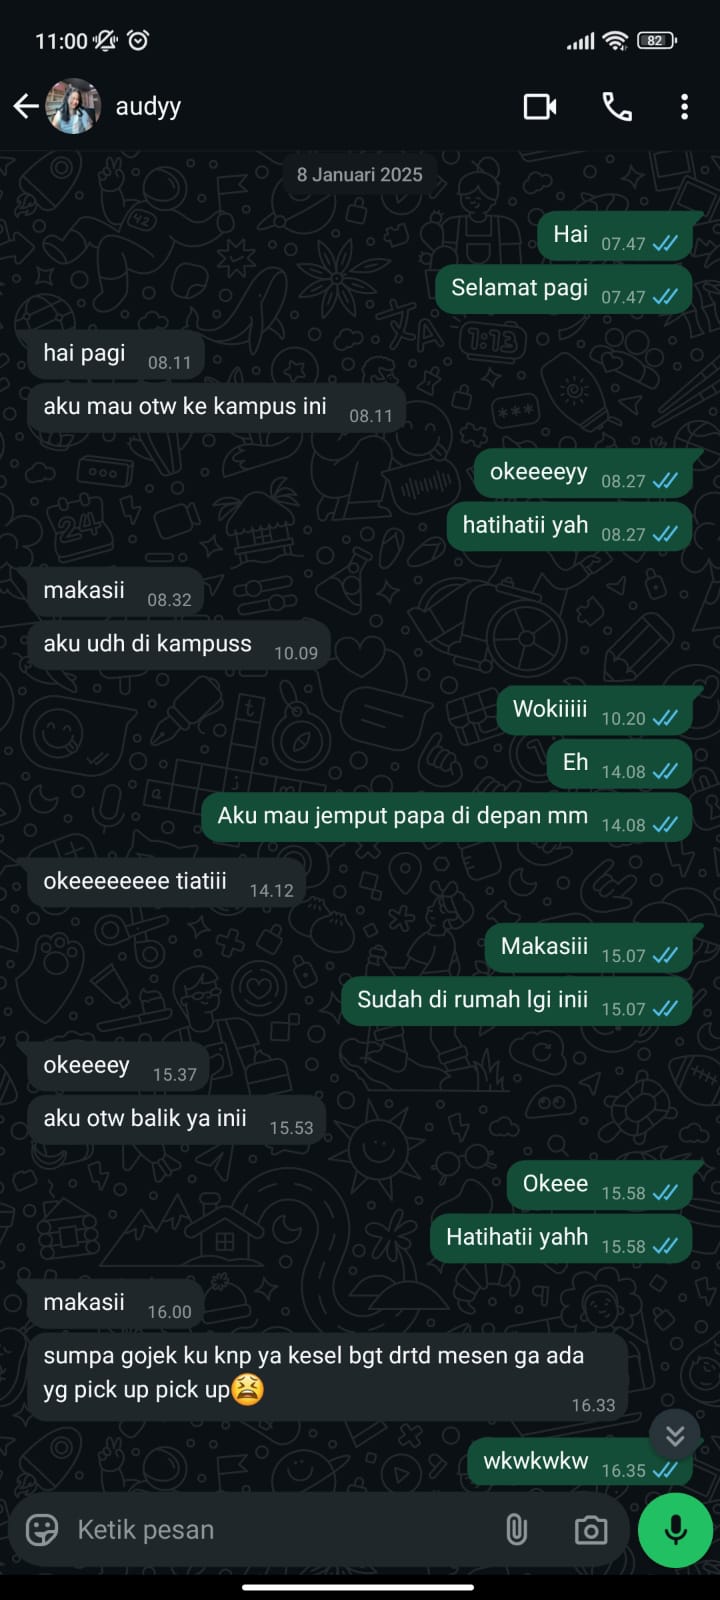 11:00
82
audyy
8 Januari 2025
Hai 07.47
Selamat pagi 07.47
hai pagi 08.11
aku mau otw ke kampus ini 08.11
okeeeeyy 08.27
hatihatii yah 08.27
makasii 08.32
aku udh di kampuss 10.09
Wokiiiii 10.20
Eh 14.08
Aku mau jemput papa di depan mm 14.08
okeeeeeeee tiatiii 14.12
Makasiii 15.07
Sudah di rumah lgi inii 15.07
okeeeey 15.37
aku otw balik ya inii 15.53
Okeee 15.58
Hatihatii yahh 15.58
makasii 16.00
sumpa gojek ku knp ya kesel bgt drtd mesen ga ada
yg pick up pick up😫
16.33
wkwkwkw 16.35
Ketik pesan